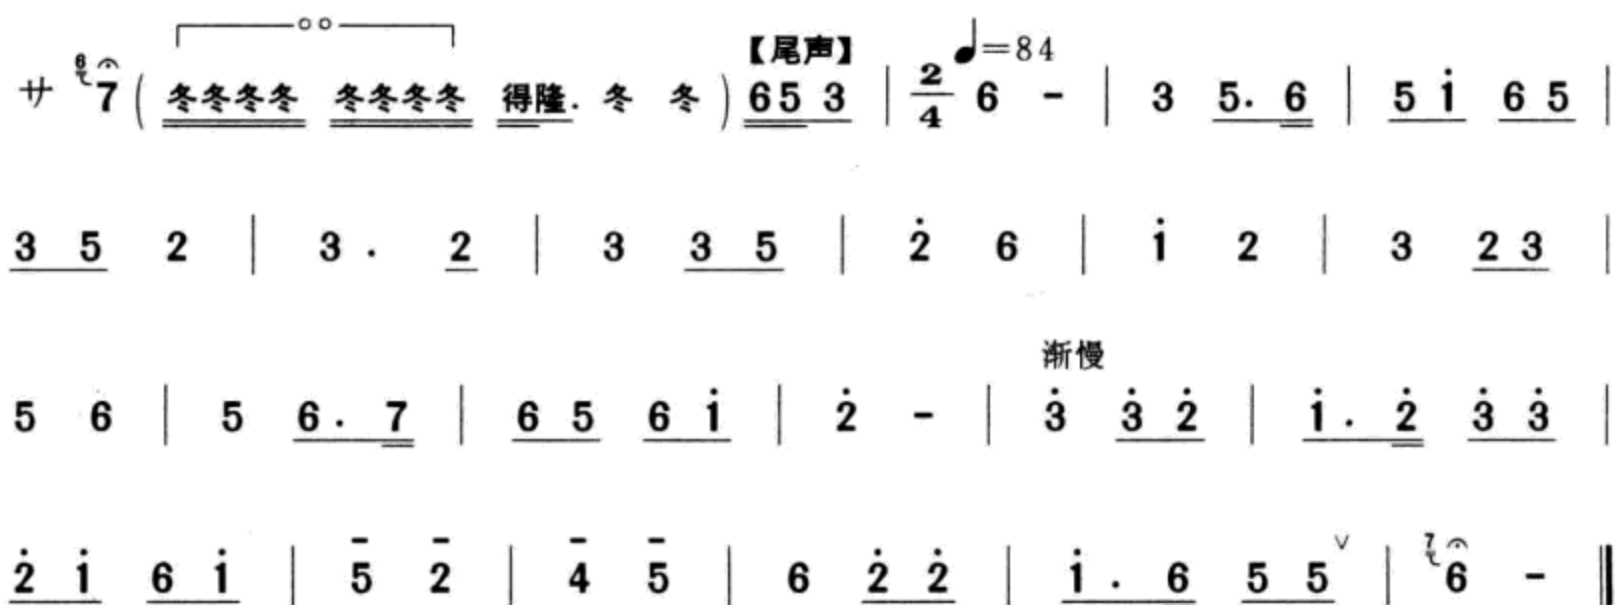 サ 6 7 ( 冬冬冬冬 冬冬冬冬 得隆. 冬 冬 ) 【尾声】 65 3 | 2/4 ♩=84 6 - | 3 5. 6 | 5 i̇ 6 5 |
3 5 2 | 3 . 2 | 3 3 5 | 2̇ 6 | 1̇ 2 | 3 2 3 |
渐慢
5 6 | 5 6 . 7 | 6 5 6 1̇ | 2̇ - | 3̇ 3̇ 2̇ | 1̇ . 2̇ 3̇ 3̇ |
2̇ 1̇ 6 1̇ | 5 2 | 4 5 | 6 2̇ 2̇ | 1̇ . 6 5 5 ∨ | 7 6 - ‖